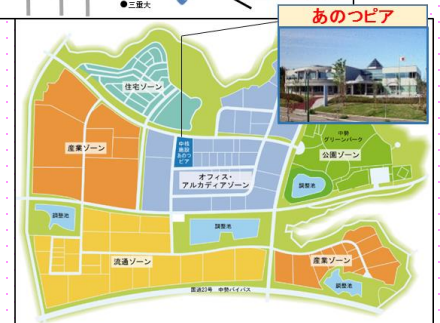 ●三重大
あのつピア
住宅ゾーン
産業ゾーン
中核
施設
あのつ
ピア
オフィス・
アルカディアゾーン
中勢
グリーンパーク
公園ゾーン
調整池
調整池
調整池
流通ゾーン
産業ゾーン
調整池
国道23号 中勢バイパス